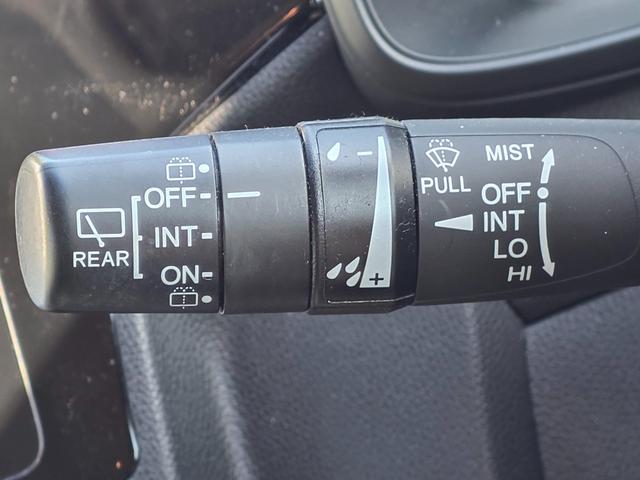 OFF
INT
ON
REAR
−
+
PULL
MIST
OFF
INT
LO
HI